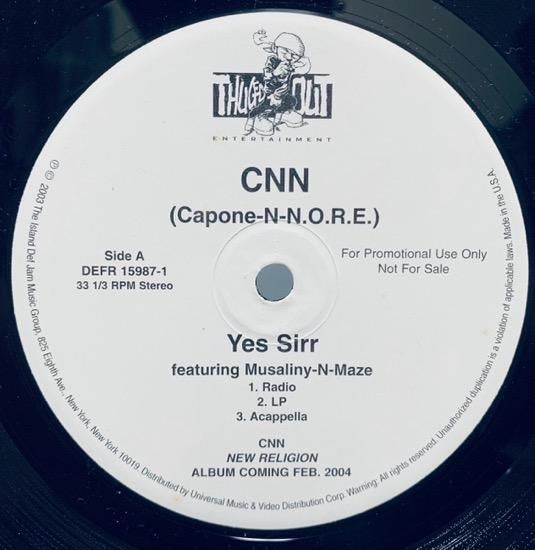 THUGGED OUT
ENTERTAINMENT
CNN
(Capone-N-N.O.R.E.)
Side A
DEFR 15987-1
33 1/3 RPM Stereo
For Promotional Use Only
Not For Sale
Yes Sirr
featuring Musaliny-N-Maze
1. Radio
2. LP
3. Acappella
CNN
NEW RELIGION
ALBUM COMING FEB. 2004
℗ © 2003 The Island Def Jam Music Group, 825 Eighth Ave., New York, New York 10019. Distributed by Universal Music & Video Distribution Corp. Warning: All rights reserved. Unauthorized duplication is a violation of applicable laws. Made in the U.S.A.